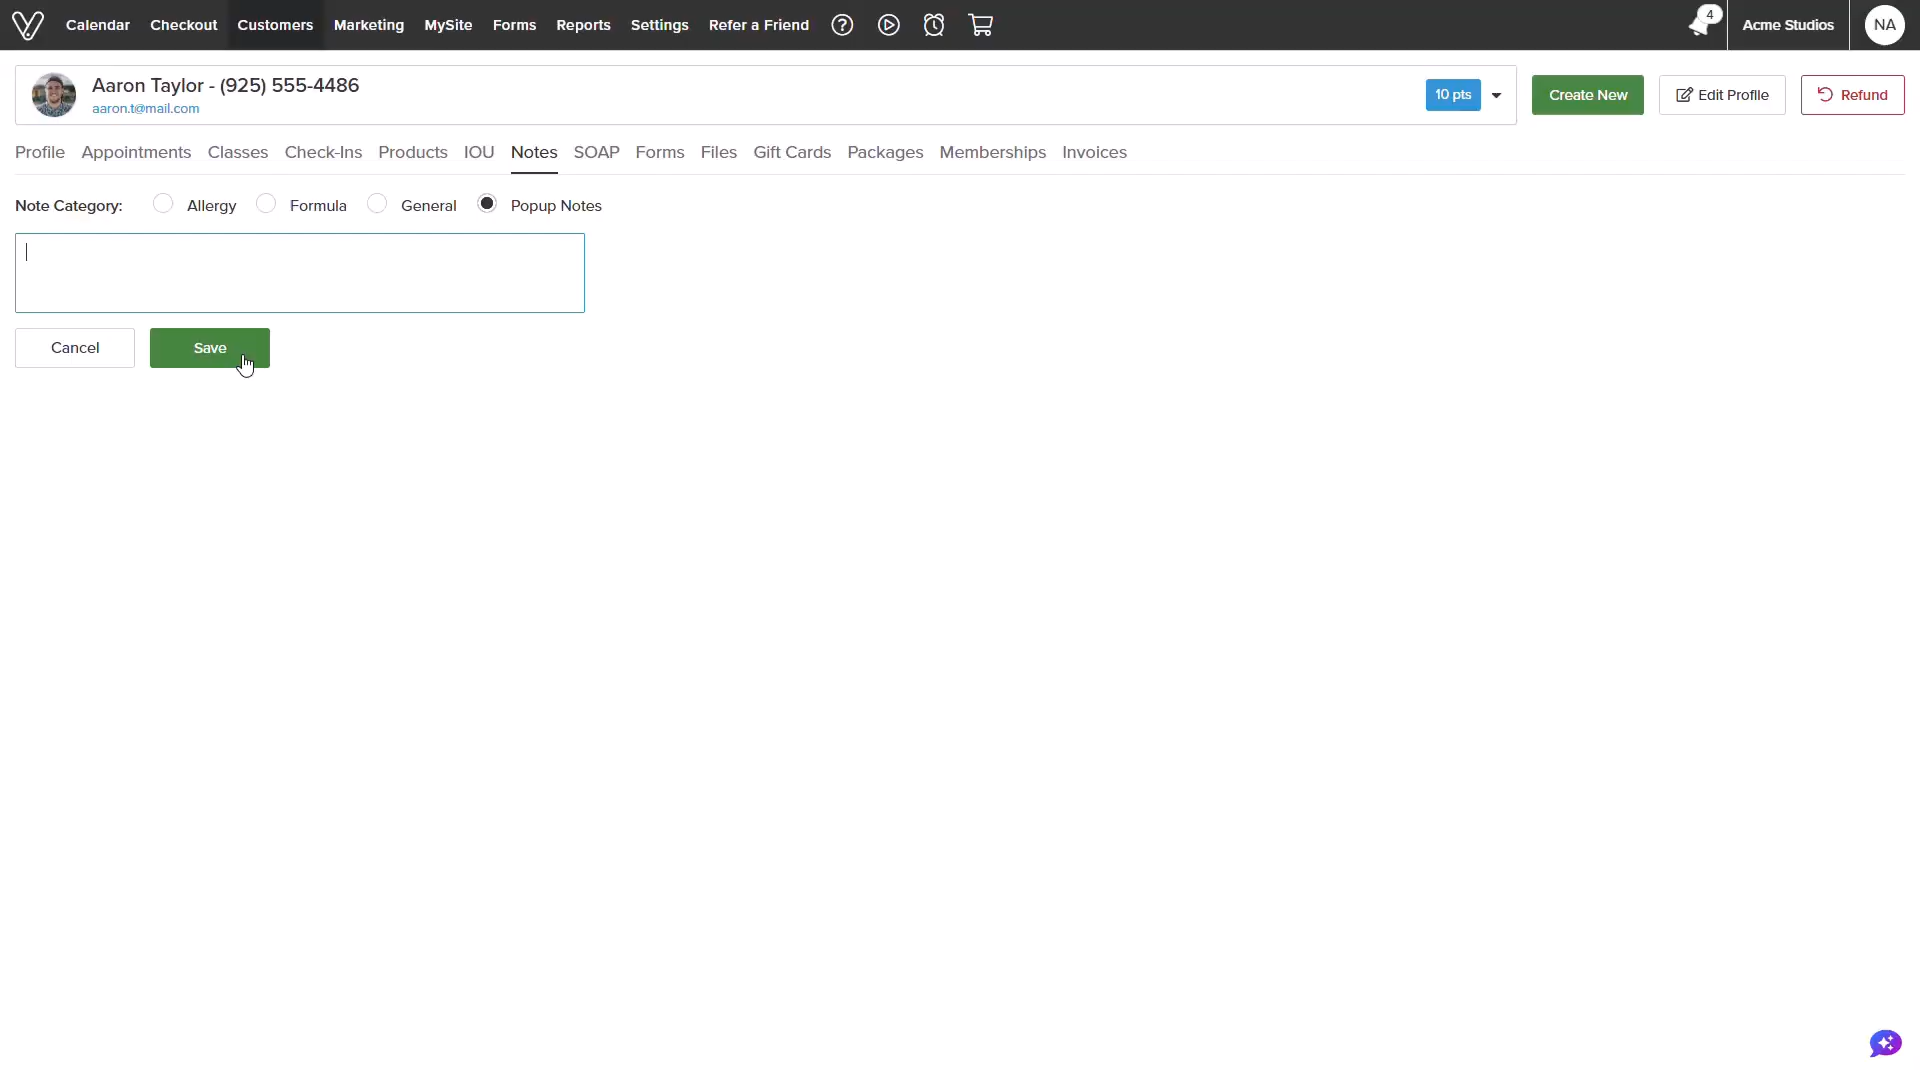 Calendar Checkout Customers Marketing MySite Forms Reports Settings Refer a Friend 4 Acme Studios NA
Aaron Taylor - (925) 555-4486
aaron.t@mail.com
10 pts
Create New
Edit Profile
Refund
Profile Appointments Classes Check-Ins Products IOU Notes SOAP Forms Files Gift Cards Packages Memberships Invoices
Note Category: Allergy Formula General Popup Notes
Cancel Save